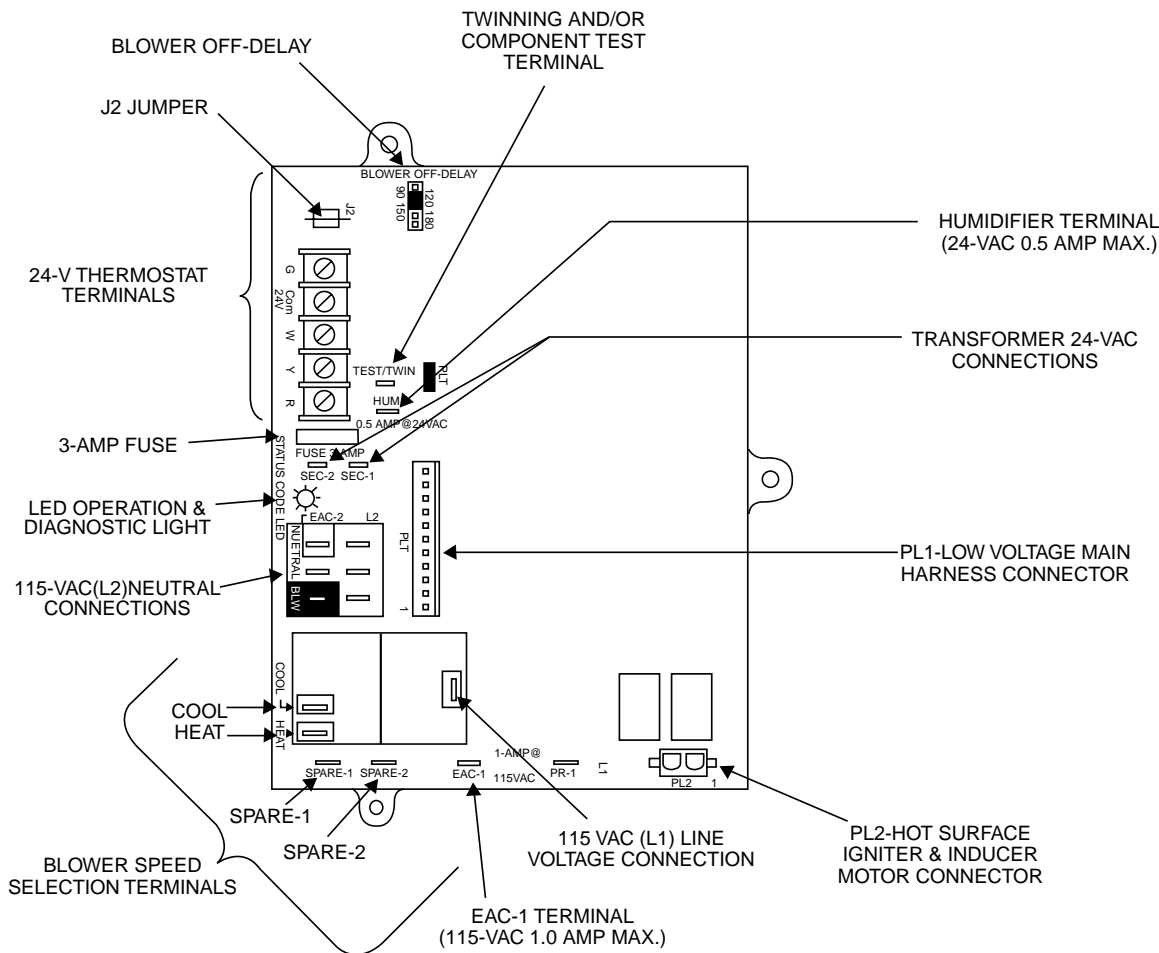 TWINNING AND/OR
COMPONENT TEST
TERMINAL
BLOWER OFF-DELAY
J2 JUMPER
BLOWER OFF-DELAY
90 150
120 180
J2
HUMIDIFIER TERMINAL
(24-VAC 0.5 AMP MAX.)
24-V THERMOSTAT
TERMINALS
G
Com
24V
W
Y
R
TRANSFORMER 24-VAC
CONNECTIONS
TEST/TWIN
PLT
HUM
0.5 AMP@24VAC
3-AMP FUSE
FUSE 3-AMP
STATUS CODE LED
SEC-2 SEC-1
LED OPERATION &
DIAGNOSTIC LIGHT
EAC-2 L2
NUETRAL
BLW
PLT
1
PL1-LOW VOLTAGE MAIN
HARNESS CONNECTOR
115-VAC(L2)NEUTRAL
CONNECTIONS
COOL
HEAT
COOL
HEAT
SPARE-1 SPARE-2 EAC-1
1-AMP@
115VAC
PR-1
L1
PL2 1
SPARE-1
SPARE-2
115 VAC (L1) LINE
VOLTAGE CONNECTION
PL2-HOT SURFACE
IGNITER & INDUCER
MOTOR CONNECTOR
BLOWER SPEED
SELECTION TERMINALS
EAC-1 TERMINAL
(115-VAC 1.0 AMP MAX.)